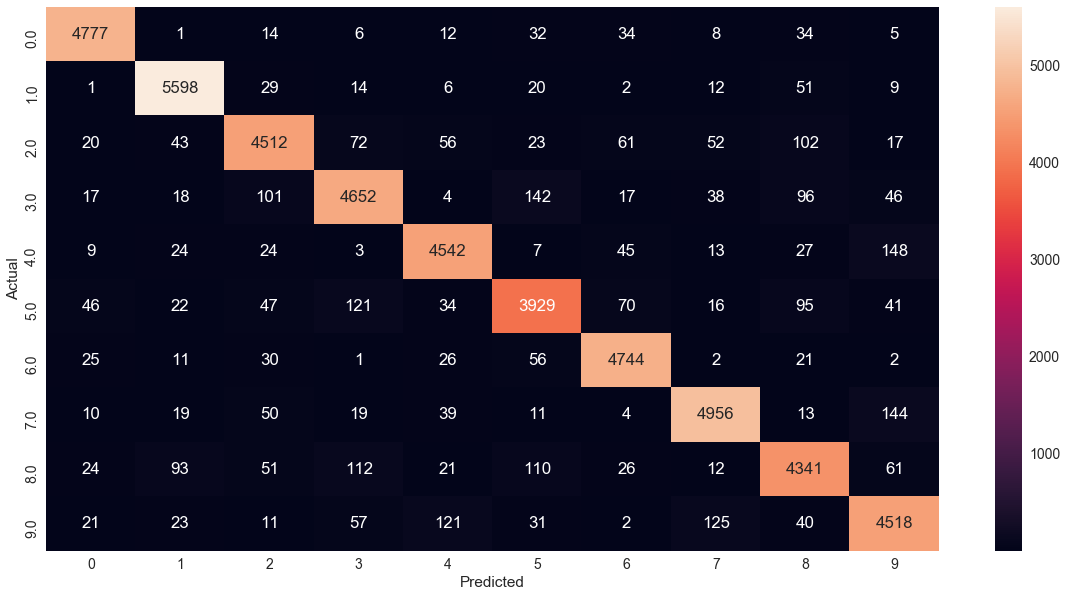 0.0 4777 1 14 6 12 32 34 8 34 5
1.0 1 5598 29 14 6 20 2 12 51 9
2.0 20 43 4512 72 56 23 61 52 102 17
3.0 17 18 101 4652 4 142 17 38 96 46
4.0 9 24 24 3 4542 7 45 13 27 148
5.0 46 22 47 121 34 3929 70 16 95 41
6.0 25 11 30 1 26 56 4744 2 21 2
7.0 10 19 50 19 39 11 4 4956 13 144
8.0 24 93 51 112 21 110 26 12 4341 61
9.0 21 23 11 57 121 31 2 125 40 4518
0 1 2 3 4 5 6 7 8 9
Predicted
Actual
5000
4000
3000
2000
1000